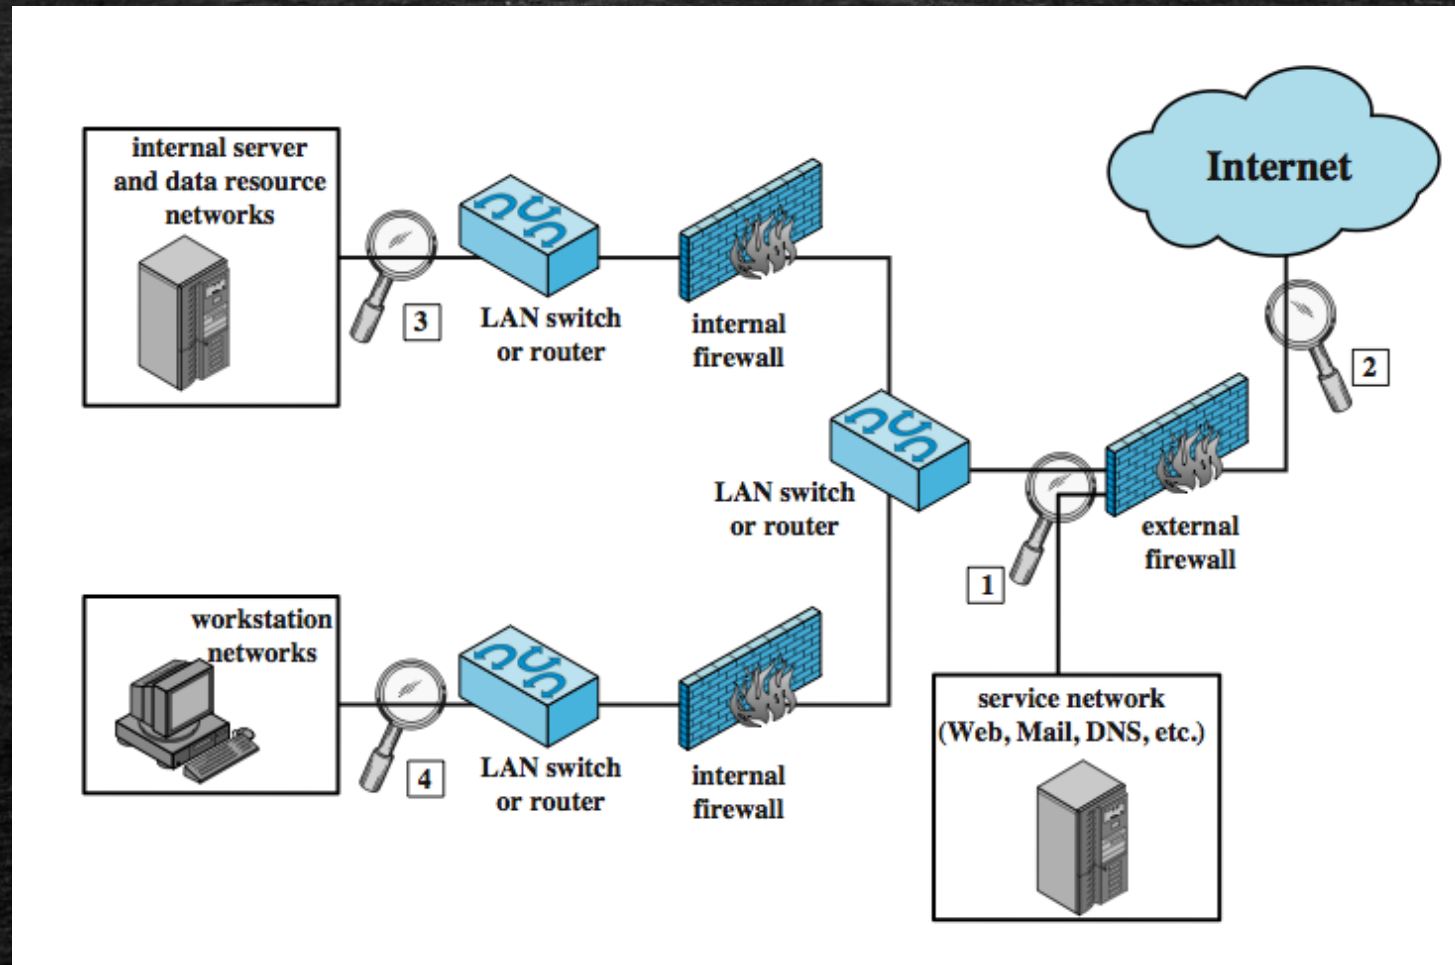 internal server
and data resource
networks
3
LAN switch
or router
internal
firewall
Internet
2
LAN switch
or router
1
external
firewall
workstation
networks
4
LAN switch
or router
internal
firewall
service network
(Web, Mail, DNS, etc.)